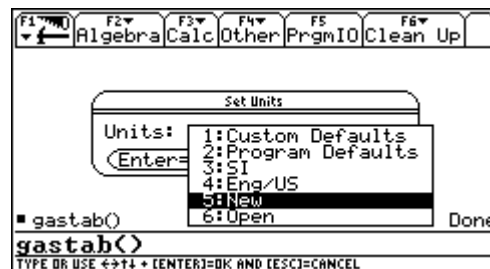 F1 F2 F3 F4 F5 F6
Algebra Calc Other PrgmIO Clean Up
Set Units
Units:
1:Custom Defaults
2:Program Defaults
3:SI
4:Eng/US
5:New
6:Open
Enter=
gastab() Done
gastab()
TYPE OR USE ←→↑↓ + [ENTER]=OK AND [ESC]=CANCEL